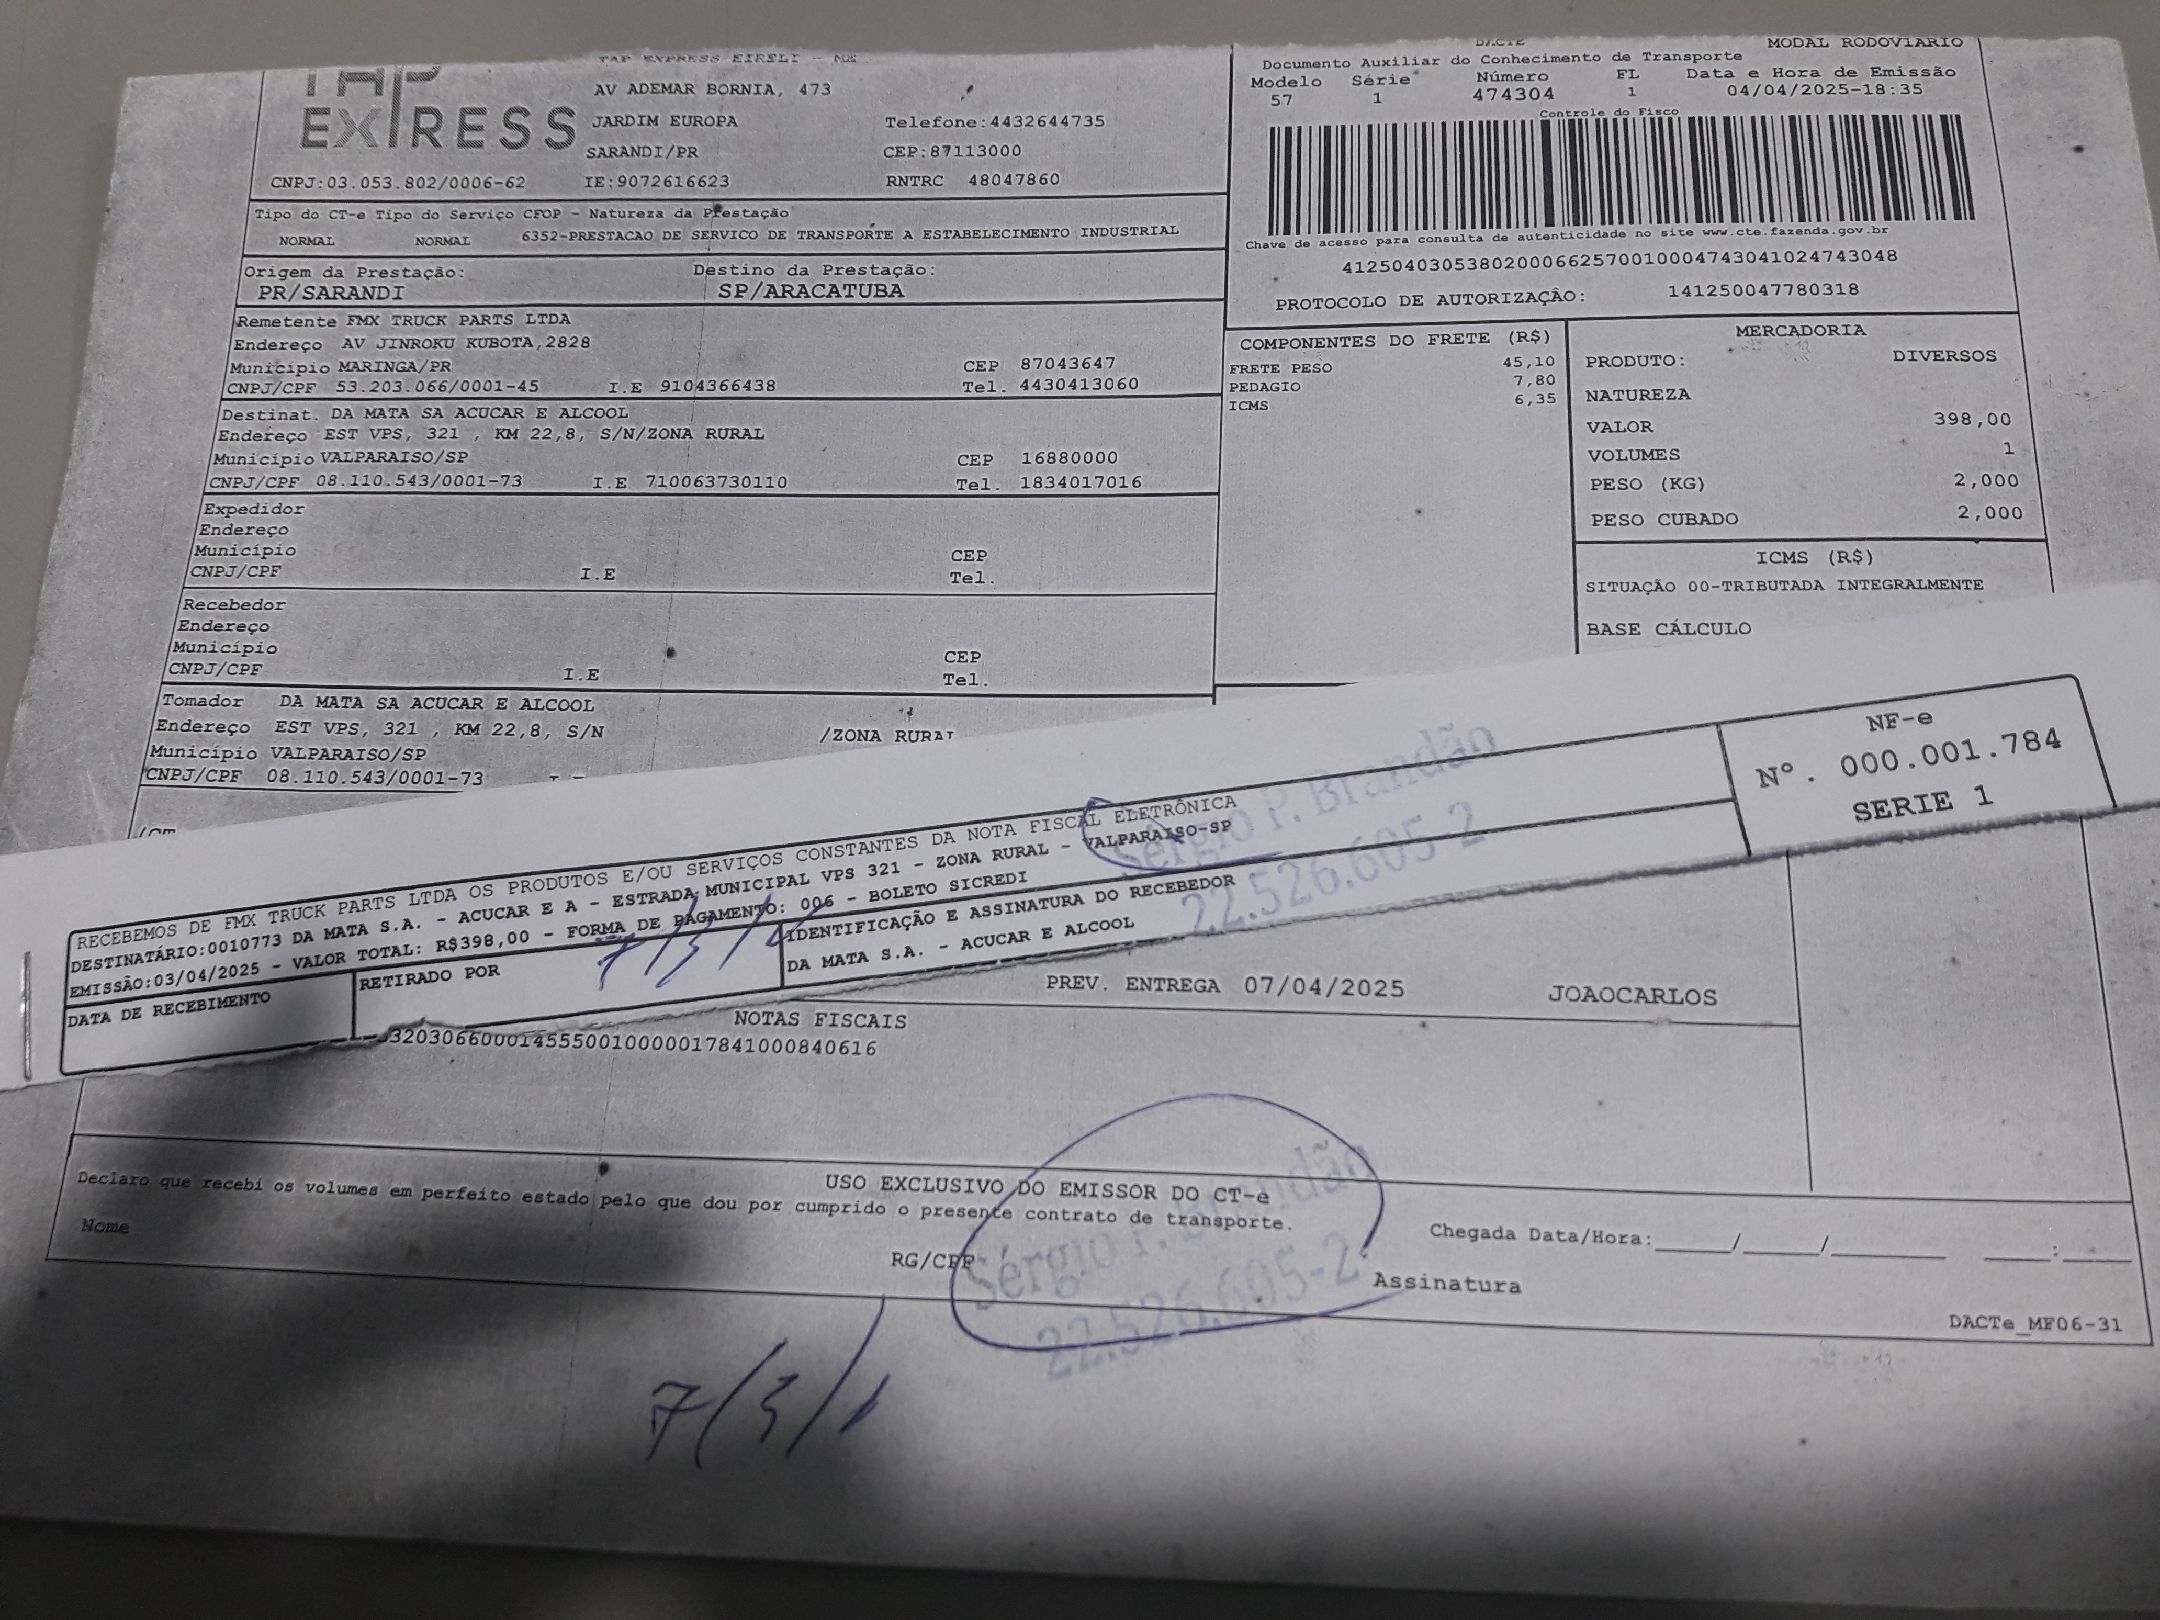 TAP EXPRESS EIRELI - ME
TAP
EXPRESS
AV ADEMAR BORNIA, 473
JARDIM EUROPA Telefone:4432644735
SARANDI/PR CEP:87113000
CNPJ:03.053.802/0006-62 IE:9072616623 RNTRC 48047860
Tipo do CT-e Tipo do Serviço CFOP - Natureza da Prestação
NORMAL NORMAL 6352-PRESTACAO DE SERVICO DE TRANSPORTE A ESTABELECIMENTO INDUSTRIAL
Origem da Prestação: Destino da Prestação:
PR/SARANDI SP/ARACATUBA
Remetente FMX TRUCK PARTS LTDA
Endereço AV JINROKU KUBOTA,2828
Município MARINGA/PR CEP 87043647
CNPJ/CPF 53.203.066/0001-45 I.E 9104366438 Tel. 4430413060
Destinat. DA MATA SA ACUCAR E ALCOOL
Endereço EST VPS, 321 , KM 22,8, S/N/ZONA RURAL
Município VALPARAISO/SP CEP 16880000
CNPJ/CPF 08.110.543/0001-73 I.E 710063730110 Tel. 1834017016
Expedidor
Endereço
Município CEP
CNPJ/CPF I.E Tel.
Recebedor
Endereço
Município CEP
CNPJ/CPF I.E Tel.
Tomador DA MATA SA ACUCAR E ALCOOL
Endereço EST VPS, 321 , KM 22,8, S/N /ZONA RURAL
Município VALPARAISO/SP
CNPJ/CPF 08.110.543/0001-73
DACTE MODAL RODOVIARIO
Documento Auxiliar do Conhecimento de Transporte
Modelo Série Número FL Data e Hora de Emissão
57 1 474304 1 04/04/2025-18:35
Controle do Fisco
Chave de acesso para consulta de autenticidade no site www.cte.fazenda.gov.br
41250403053802000662570010004743041024743048
PROTOCOLO DE AUTORIZAÇÃO: 141250047780318
COMPONENTES DO FRETE (R$)
FRETE PESO 45,10
PEDAGIO 7,80
ICMS 6,35
MERCADORIA
PRODUTO: DIVERSOS
NATUREZA
VALOR 398,00
VOLUMES 1
PESO (KG) 2,000
PESO CUBADO 2,000
ICMS (R$)
SITUAÇÃO 00-TRIBUTADA INTEGRALMENTE
BASE CÁLCULO
RECEBEMOS DE FMX TRUCK PARTS LTDA OS PRODUTOS E/OU SERVIÇOS CONSTANTES DA NOTA FISCAL ELETRÔNICA
DESTINATÁRIO:0010773 DA MATA S.A. - ACUCAR E A - ESTRADA MUNICIPAL VPS 321 - ZONA RURAL - VALPARAISO-SP
EMISSÃO:03/04/2025 - VALOR TOTAL: R$398,00 - FORMA DE PAGAMENTO: 006 - BOLETO SICREDI
DATA DE RECEBIMENTO
RETIRADO POR
IDENTIFICAÇÃO E ASSINATURA DO RECEBEDOR
DA MATA S.A. - ACUCAR E ALCOOL
NF-e
Nº. 000.001.784
SERIE 1
Sérgio P. Brandão
22.526.605-2
PREV. ENTREGA 07/04/2025 JOAOCARLOS
NOTAS FISCAIS
3203066000145550010000017841000840616
USO EXCLUSIVO DO EMISSOR DO CT-e
Declaro que recebi os volumes em perfeito estado pelo que dou por cumprido o presente contrato de transporte.
Nome
RG/CPF
Chegada Data/Hora:_____/_____/_______ ____:____
Assinatura
Sérgio P. Brandão
22.526.605-2
DACTe_MF06-31